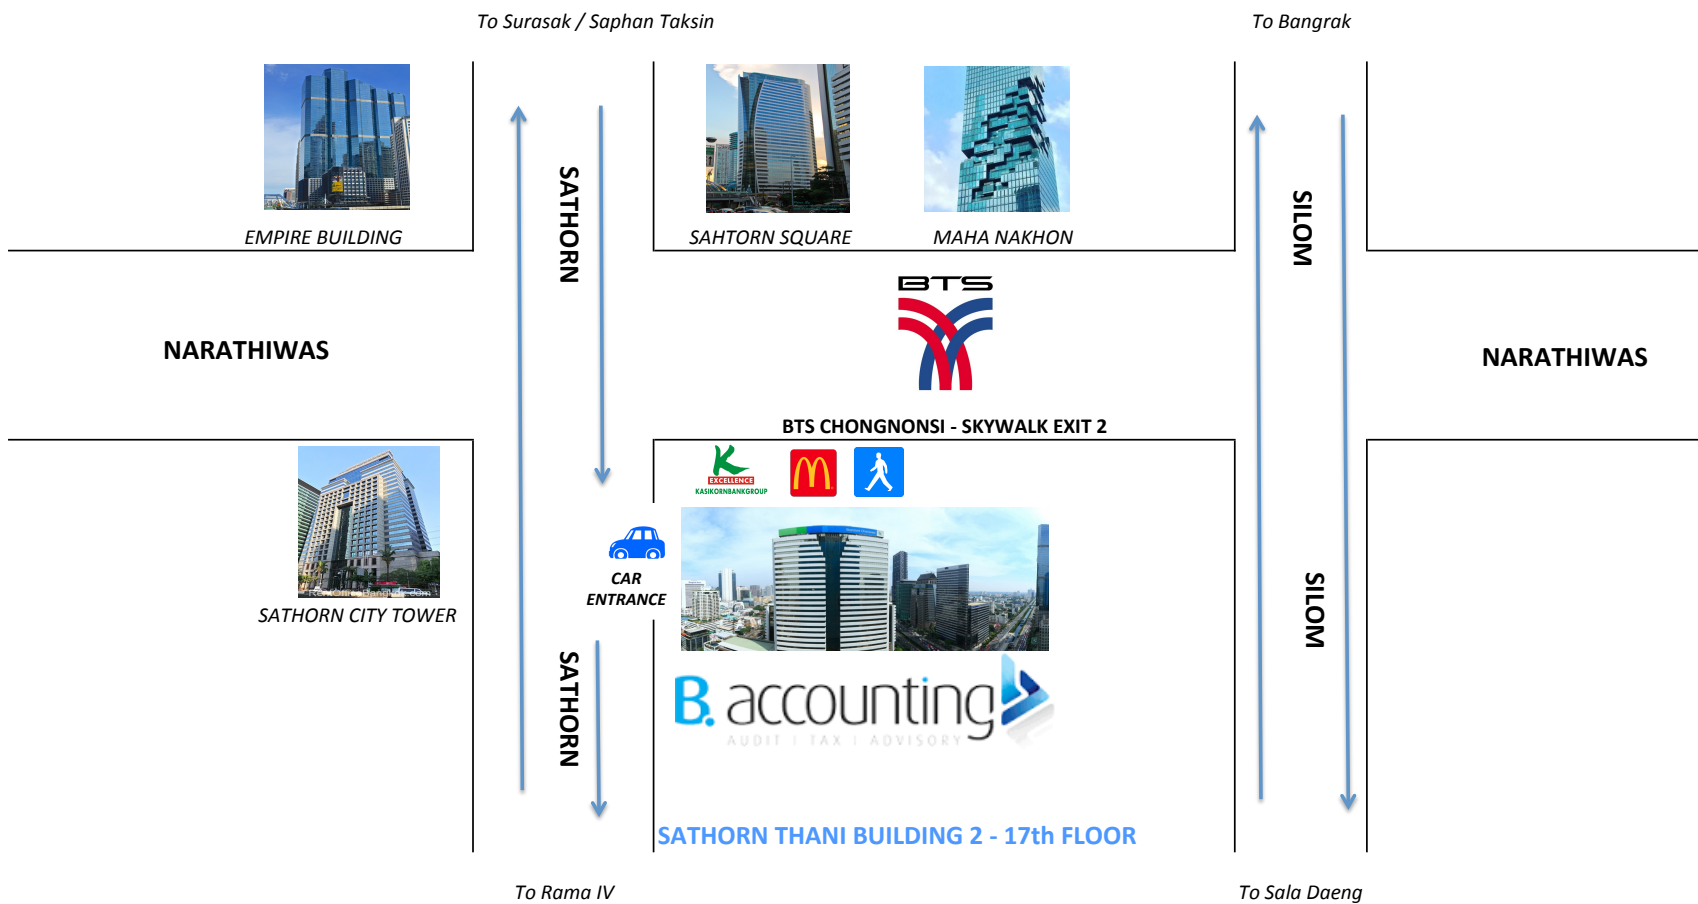 To Surasak / Saphan Taksin
To Bangrak
SATHORN
EMPIRE BUILDING
SAHTORN SQUARE
MAHA NAKHON
SILOM
BTS
NARATHIWAS
NARATHIWAS
BTS CHONGNONSI - SKYWALK EXIT 2
K
EXCELLENCE
KASIKORNBANKGROUP
CAR
ENTRANCE
SATHORN CITY TOWER
SILOM
SATHORN
B. accounting
AUDIT | TAX | ADVISORY
SATHORN THANI BUILDING 2 - 17th FLOOR
To Rama IV
To Sala Daeng